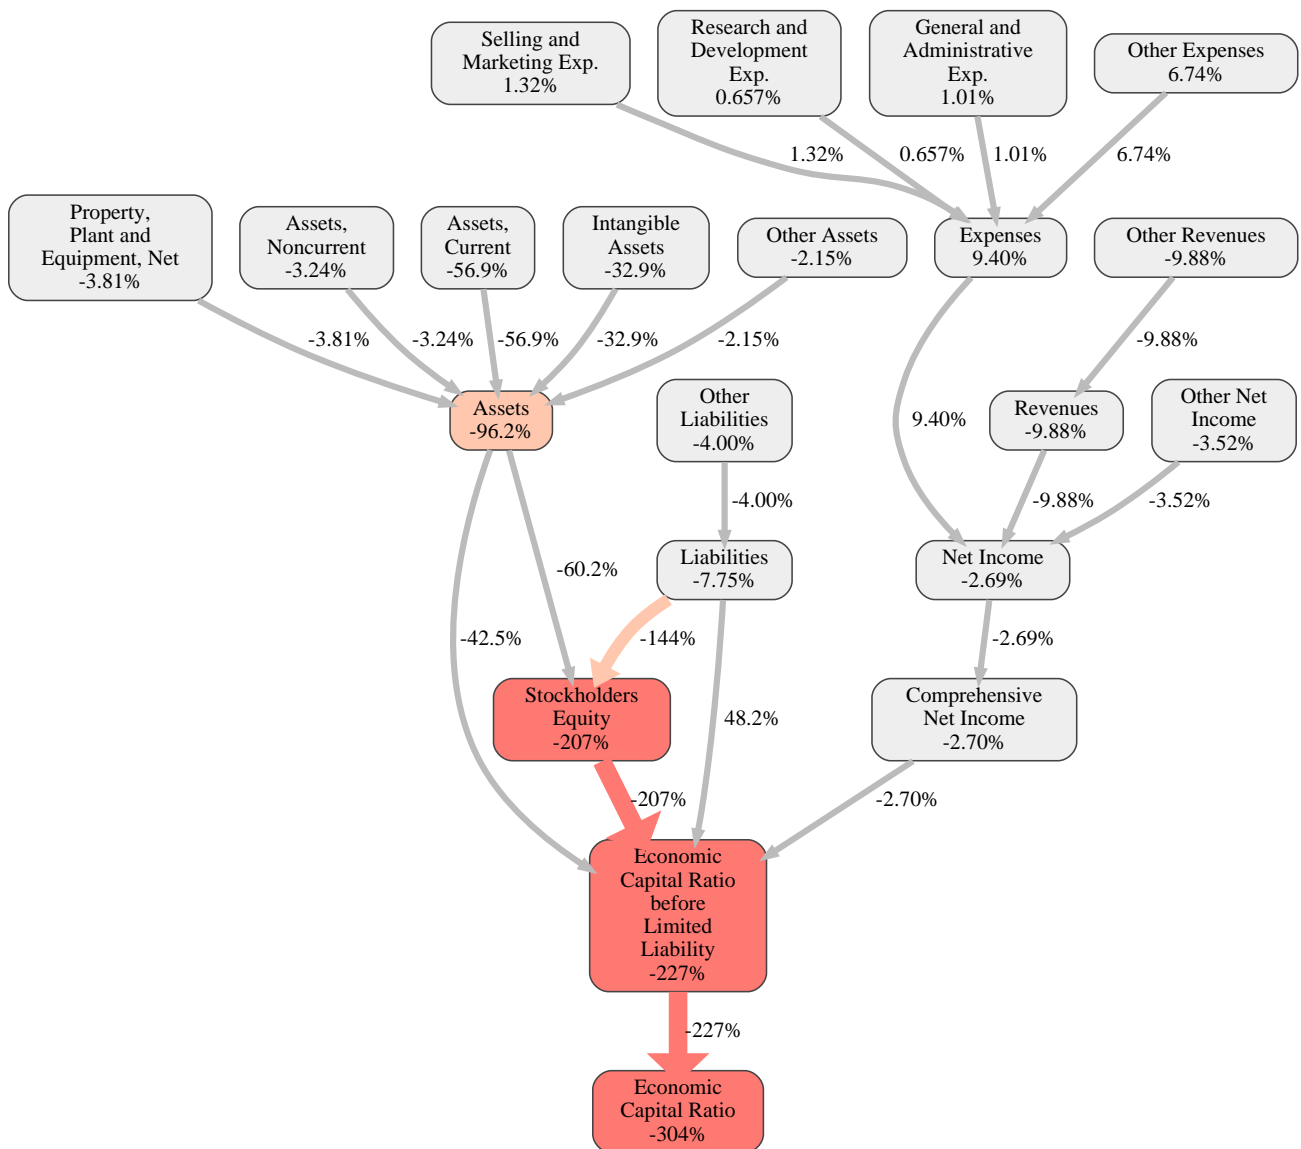 Selling and
Marketing Exp.
1.32%
Research and
Development
Exp.
0.657%
General and
Administrative
Exp.
1.01%
Other Expenses
6.74%
1.32%
0.657%
1.01%
6.74%
Property,
Plant and
Equipment, Net
-3.81%
Assets,
Noncurrent
-3.24%
Assets,
Current
-56.9%
Intangible
Assets
-32.9%
Other Assets
-2.15%
Expenses
9.40%
Other Revenues
-9.88%
-3.81%
-3.24%
-56.9%
-32.9%
-2.15%
-9.88%
Assets
-96.2%
Other
Liabilities
-4.00%
9.40%
Revenues
-9.88%
Other Net
Income
-3.52%
-4.00%
-9.88%
-3.52%
-60.2%
Liabilities
-7.75%
Net Income
-2.69%
-42.5%
-144%
-2.69%
Stockholders
Equity
-207%
48.2%
Comprehensive
Net Income
-2.70%
-207%
-2.70%
Economic
Capital Ratio
before
Limited
Liability
-227%
-227%
Economic
Capital Ratio
-304%